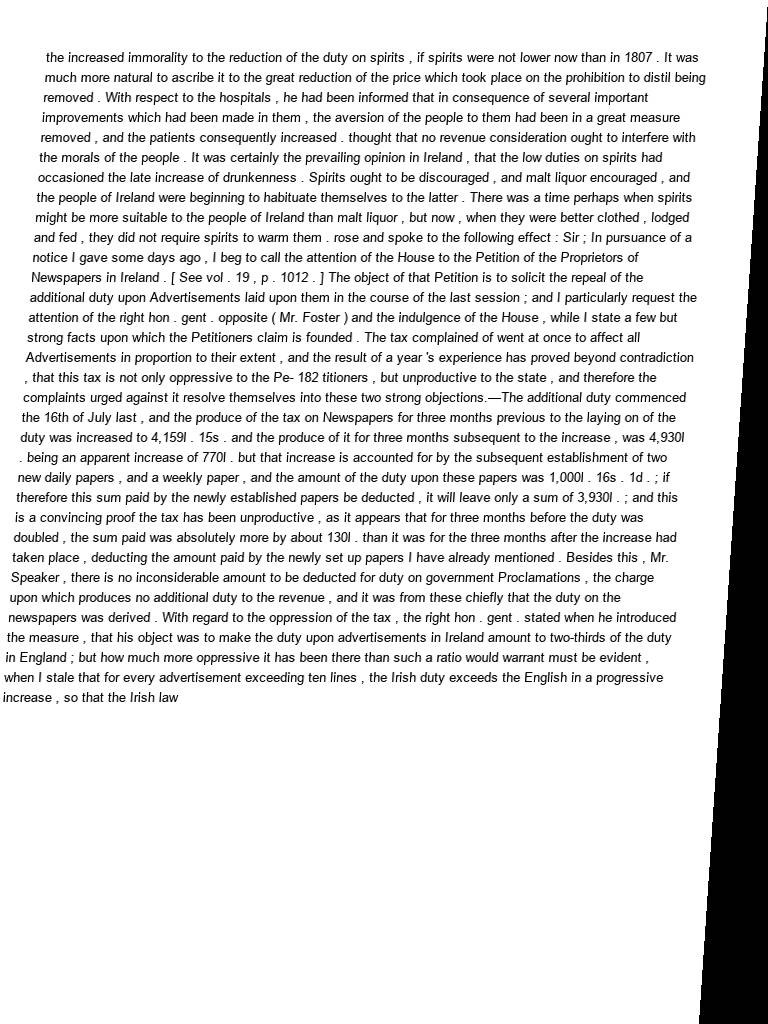 the increased immorality to the reduction of the duty on spirits , if spirits were not lower now than in 1807 . It was
much more natural to ascribe it to the great reduction of the price which took place on the prohibition to distil being
removed . With respect to the hospitals , he had been informed that in consequence of several important
improvements which had been made in them , the aversion of the people to them had been in a great measure
removed , and the patients consequently increased . thought that no revenue consideration ought to interfere with
the morals of the people . It was certainly the prevailing opinion in Ireland , that the low duties on spirits had
occasioned the late increase of drunkenness . Spirits ought to be discouraged , and malt liquor encouraged , and
the people of Ireland were beginning to habituate themselves to the latter . There was a time perhaps when spirits
might be more suitable to the people of Ireland than malt liquor , but now , when they were better clothed , lodged
and fed , they did not require spirits to warm them . rose and spoke to the following effect : Sir ; In pursuance of a
notice I gave some days ago , I beg to call the attention of the House to the Petition of the Proprietors of
Newspapers in Ireland . [ See vol . 19 , p . 1012 . ] The object of that Petition is to solicit the repeal of the
additional duty upon Advertisements laid upon them in the course of the last session ; and I particularly request the
attention of the right hon . gent . opposite ( Mr. Foster ) and the indulgence of the House , while I state a few but
strong facts upon which the Petitioners claim is founded . The tax complained of went at once to affect all
Advertisements in proportion to their extent , and the result of a year 's experience has proved beyond contradiction
, that this tax is not only oppressive to the Pe- 182 titioners , but unproductive to the state , and therefore the
complaints urged against it resolve themselves into these two strong objections.—The additional duty commenced
the 16th of July last , and the produce of the tax on Newspapers for three months previous to the laying on of the
duty was increased to 4,159l . 15s . and the produce of it for three months subsequent to the increase , was 4,930l
. being an apparent increase of 770l . but that increase is accounted for by the subsequent establishment of two
new daily papers , and a weekly paper , and the amount of the duty upon these papers was 1,000l . 16s . 1d . ; if
therefore this sum paid by the newly established papers be deducted , it will leave only a sum of 3,930l . ; and this
is a convincing proof the tax has been unproductive , as it appears that for three months before the duty was
doubled , the sum paid was absolutely more by about 130l . than it was for the three months after the increase had
taken place , deducting the amount paid by the newly set up papers I have already mentioned . Besides this , Mr.
Speaker , there is no inconsiderable amount to be deducted for duty on government Proclamations , the charge
upon which produces no additional duty to the revenue , and it was from these chiefly that the duty on the
newspapers was derived . With regard to the oppression of the tax , the right hon . gent . stated when he introduced
the measure , that his object was to make the duty upon advertisements in Ireland amount to two-thirds of the duty
in England ; but how much more oppressive it has been there than such a ratio would warrant must be evident ,
when I stale that for every advertisement exceeding ten lines , the Irish duty exceeds the English in a progressive
increase , so that the Irish law